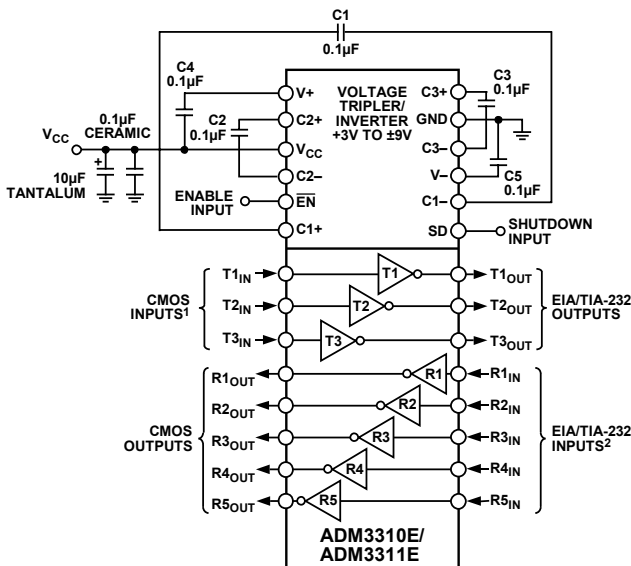 C1
0.1µF
C4
0.1µF
0.1µF
CERAMIC
C2
0.1µF
VCC
10µF
TANTALUM
+
ENABLE
INPUT
V+
C2+
VCC
C2–
EN
C1+
VOLTAGE
TRIPLER/
INVERTER
+3V TO ±9V
C3+
GND
C3–
V–
C1–
SD
C3
0.1µF
C5
0.1µF
SHUTDOWN
INPUT
CMOS
INPUTS1
T1IN
T1
T1OUT
T2IN
T2
T2OUT
T3IN
T3
T3OUT
EIA/TIA-232
OUTPUTS
CMOS
OUTPUTS
R1OUT
R1
R1IN
R2OUT
R2
R2IN
R3OUT
R3
R3IN
R4OUT
R4
R4IN
R5OUT
R5
R5IN
EIA/TIA-232
INPUTS2
ADM3310E/
ADM3311E